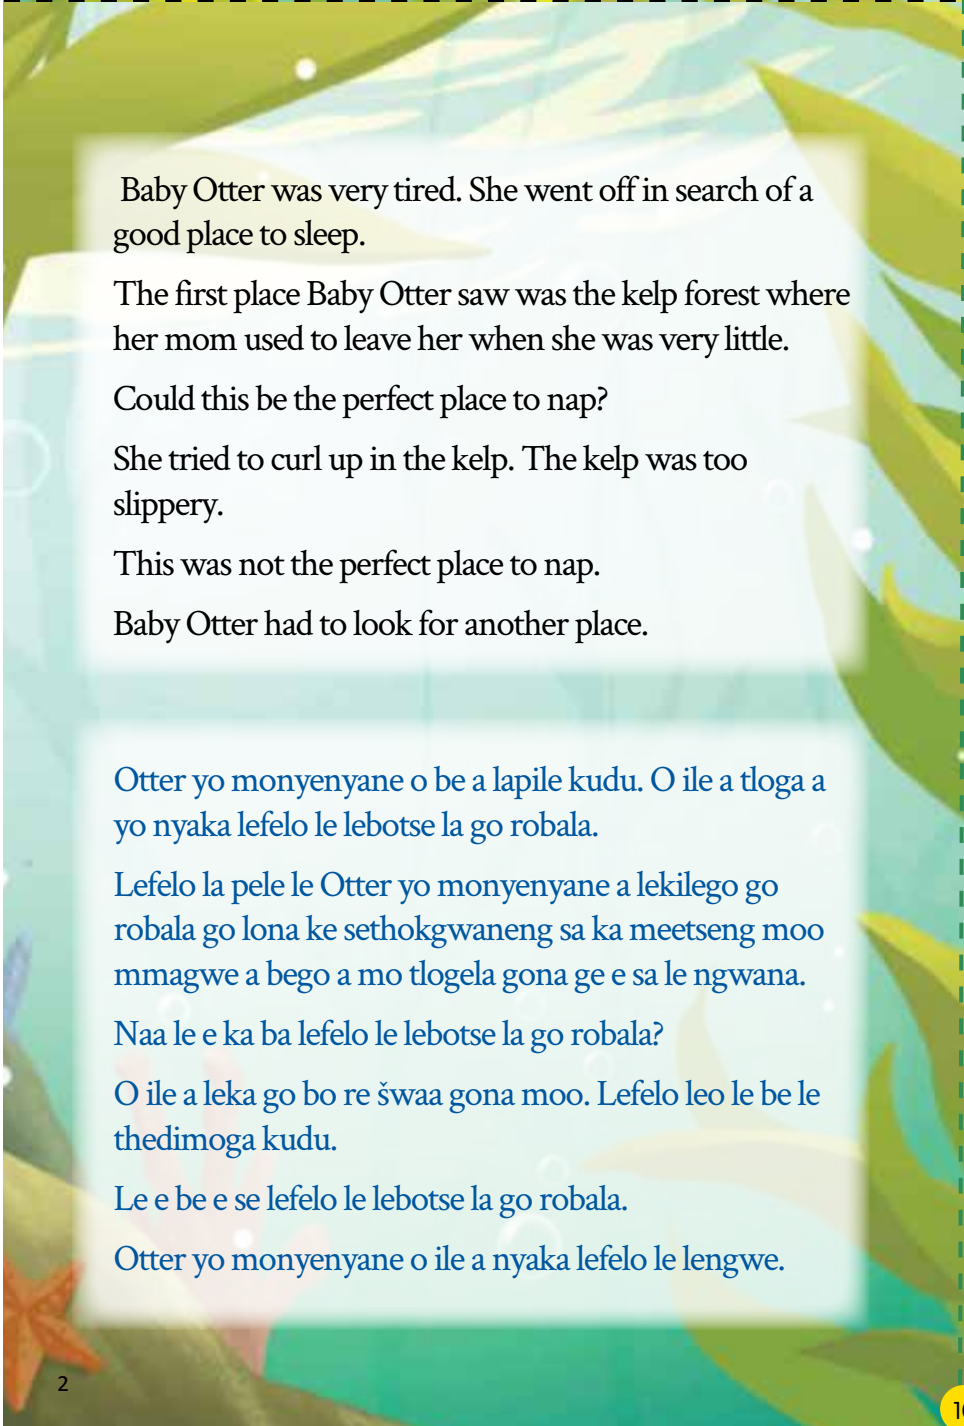 Baby Otter was very tired. She went off in search of a
good place to sleep.
The first place Baby Otter saw was the kelp forest where
her mom used to leave her when she was very little.
Could this be the perfect place to nap?
She tried to curl up in the kelp. The kelp was too
slippery.
This was not the perfect place to nap.
Baby Otter had to look for another place.
Otter yo monyenyane o be a lapile kudu. O ile a tloga a
yo nyaka lefelo le lebotse la go robala.
Lefelo la pele le Otter yo monyenyane a lekilego go
robala go lona ke sethokgwaneng sa ka meetseng moo
mmagwe a bego a mo tlogela gona ge e sa le ngwana.
Naa le e ka ba lefelo le lebotse la go robala?
O ile a leka go bo re šwaa gona moo. Lefelo leo le be le
thedimoga kudu.
Le e be e se lefelo le lebotse la go robala.
Otter yo monyenyane o ile a nyaka lefelo le lengwe.
2